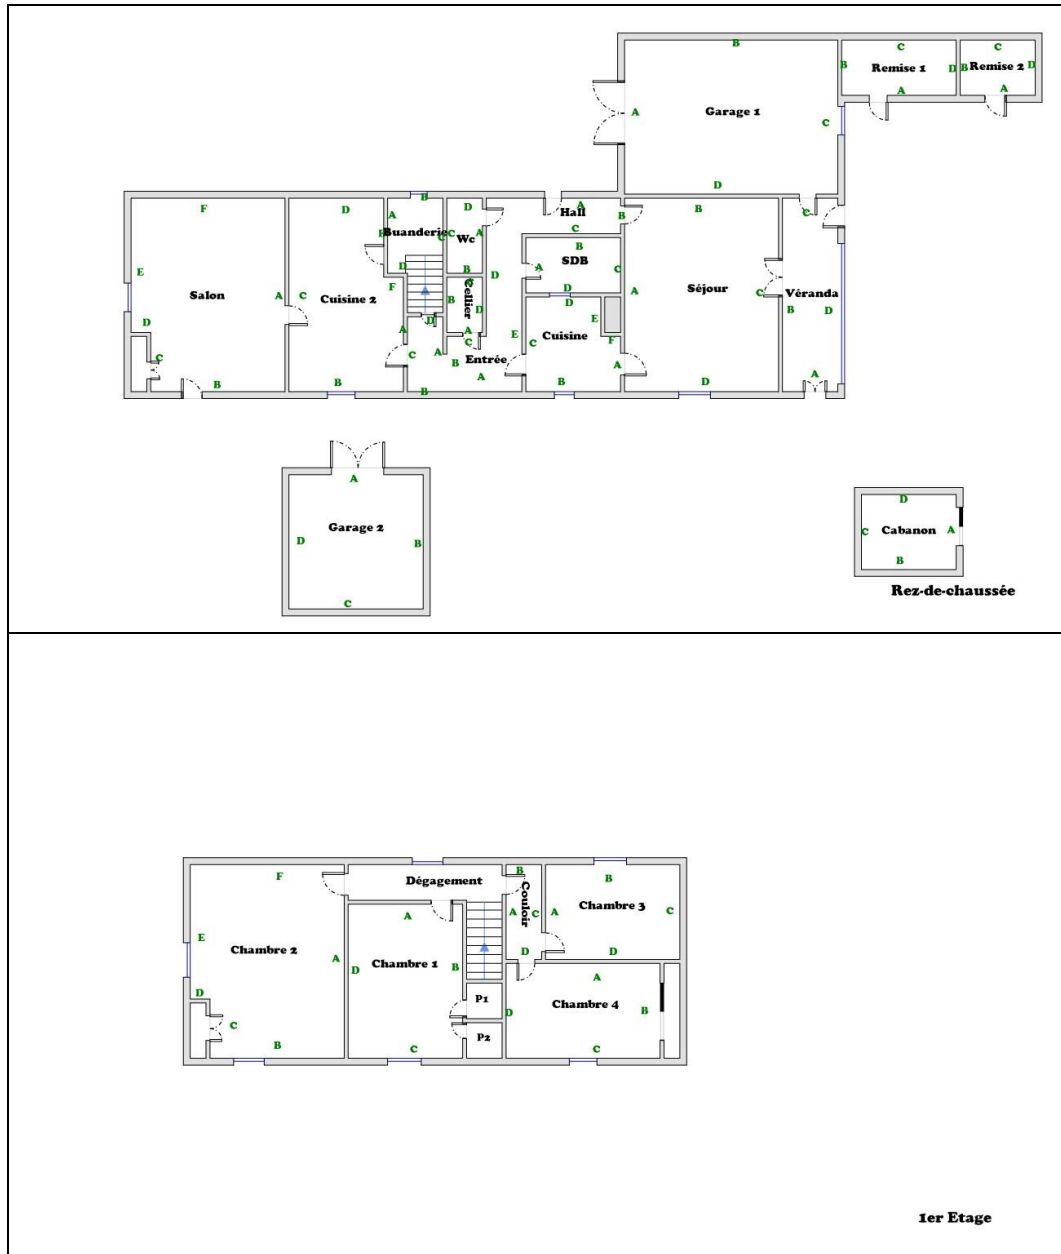 B
C
C
B
Remise 1
D
B
Remise 2
D
A
A
A
Garage 1
C
D
B
F
D
A
D
A
B
C
Hall
B
B
C
Buanderie
C
C
Wc
A
C
B
A
SDB
C
D
B
D
E
D
F
Cellier
D
A
C
Séjour
C
Véranda
Salon
A
C
Cuisine 2
B
D
B
D
E
D
D
A
D
A
C
E
C
Cuisine
F
C
C
A
B
Entrée
A
A
B
B
B
A
B
D
A
A
Garage 2
D
B
C
D
C
Cabanon
A
B
Rez-de-chaussée
F
Dégagement
B
Couloir
B
A
A
C
A
Chambre 3
C
E
Chambre 2
A
Chambre 1
D
B
D
D
A
D
P1
Chambre 4
D
B
C
P2
B
C
C
1er Etage